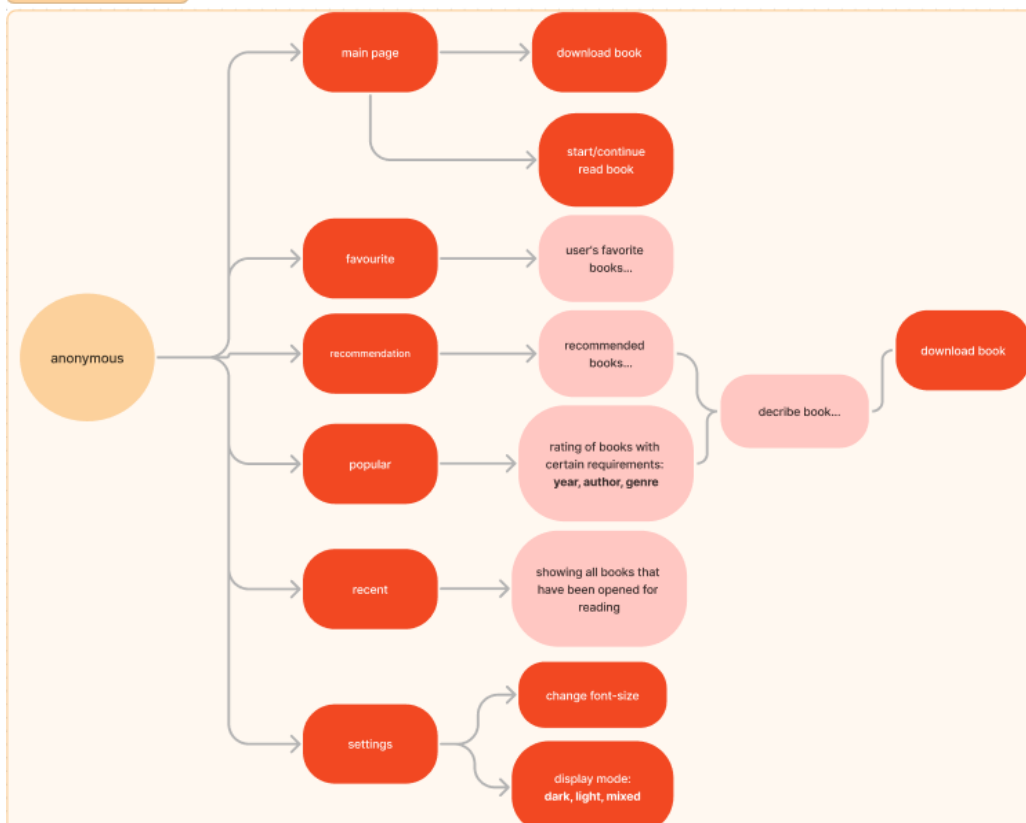 main page
download book
start/continue
read book
favourite
user's favorite
books...
anonymous
recommendation
recommended
books...
download book
decribe book...
popular
rating of books with
certain requirements:
year, author, genre
recent
showing all books that
have been opened for
reading
settings
change font-size
display mode:
dark, light, mixed